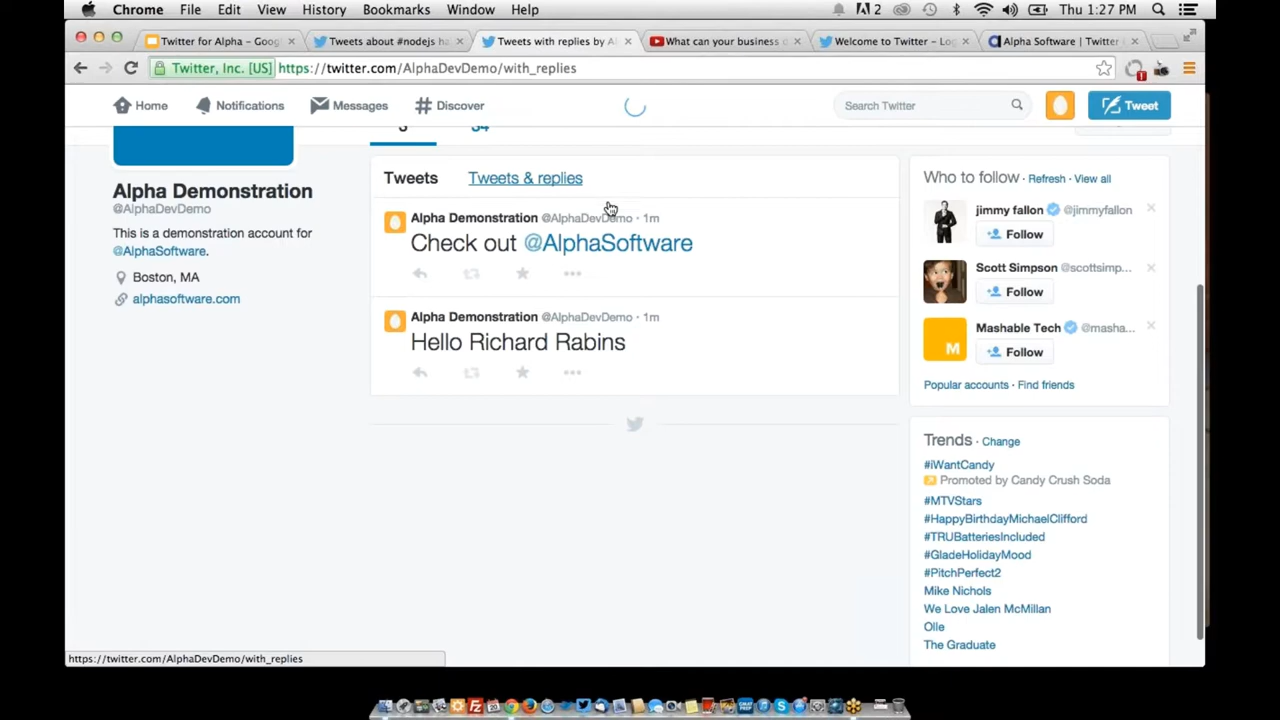 Chrome File Edit View History Bookmarks Window Help 2 Thu 1:27 PM
Twitter for Alpha – Goog Tweets about #nodejs ha Tweets with replies by Al What can your business d Welcome to Twitter – Log Alpha Software | Twitter
Twitter, Inc. [US] https://twitter.com/AlphaDevDemo/with_replies
Home Notifications Messages # Discover Search Twitter Tweet
3 34
Alpha Demonstration
@AlphaDevDemo
This is a demonstration account for
@AlphaSoftware.
Boston, MA
alphasoftware.com
Tweets Tweets & replies
Alpha Demonstration @AlphaDevDemo · 1m
Check out @AlphaSoftware
Alpha Demonstration @AlphaDevDemo · 1m
Hello Richard Rabins
Who to follow · Refresh · View all
jimmy fallon @jimmyfallon
Follow
Scott Simpson @scottsimp...
Follow
M
Mashable Tech @masha...
Follow
Popular accounts · Find friends
Trends · Change
#iWantCandy
Promoted by Candy Crush Soda
#MTVStars
#HappyBirthdayMichaelClifford
#TRUBatteriesIncluded
#GladeHolidayMood
#PitchPerfect2
Mike Nichols
We Love Jalen McMillan
Olle
The Graduate
https://twitter.com/AlphaDevDemo/with_replies